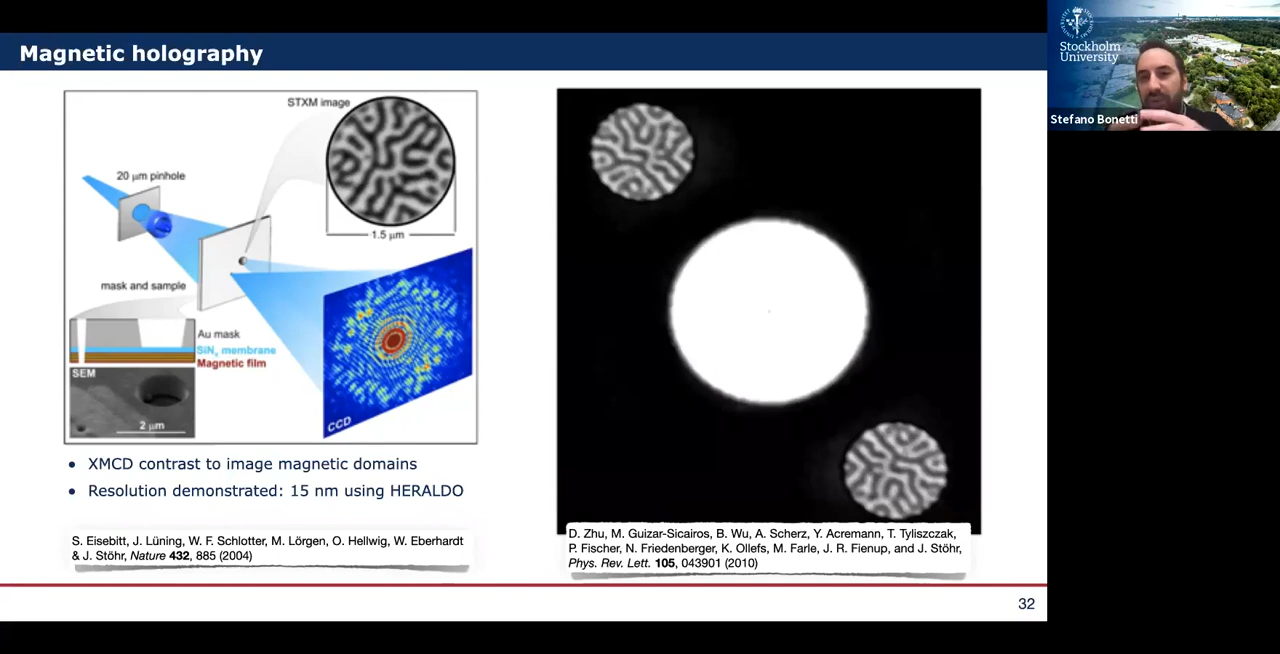 Magnetic holography
STXM image
20 μm pinhole
1.5 μm
mask and sample
Au mask
SiNx membrane
Magnetic film
SEM
2 μm
CCD
• XMCD contrast to image magnetic domains
• Resolution demonstrated: 15 nm using HERALDO
S. Eisebitt, J. Lüning, W. F. Schlotter, M. Lörgen, O. Hellwig, W. Eberhardt
& J. Stöhr, Nature 432, 885 (2004)
D. Zhu, M. Guizar-Sicairos, B. Wu, A. Scherz, Y. Acremann, T. Tyliszczak,
P. Fischer, N. Friedenberger, K. Ollefs, M. Farle, J. R. Fienup, and J. Stöhr,
Phys. Rev. Lett. 105, 043901 (2010)
32
Stockholm
University
Stefano Bonetti